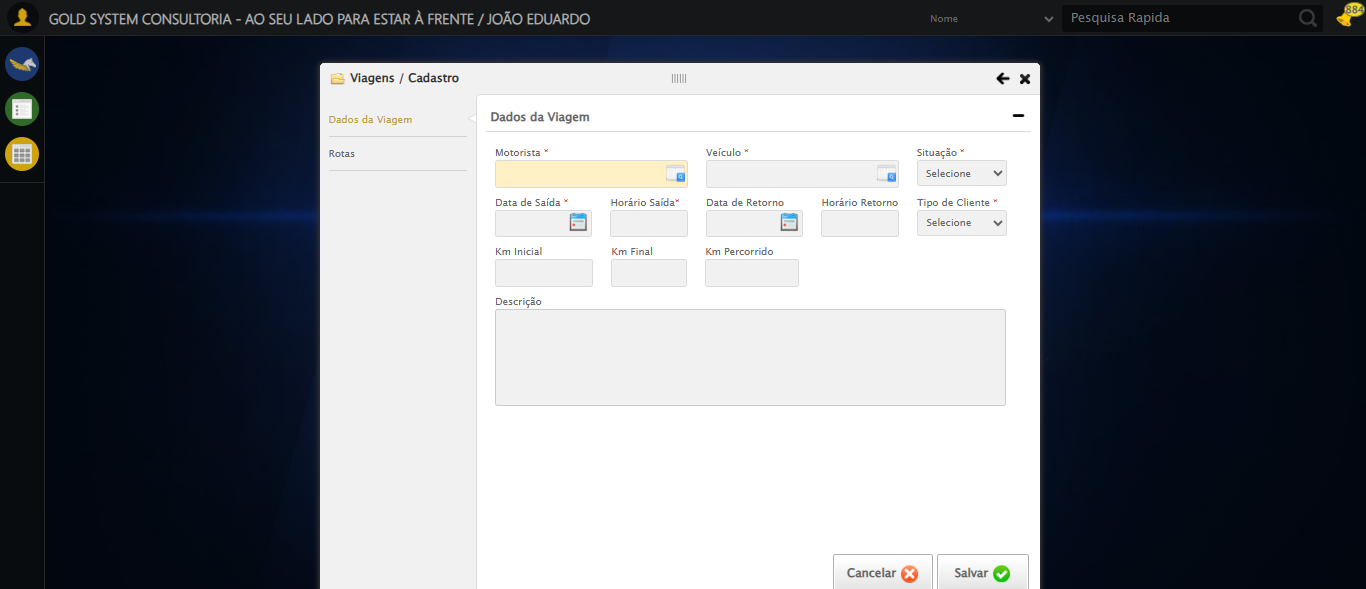 GOLD SYSTEM CONSULTORIA - AO SEU LADO PARA ESTAR À FRENTE / JOÃO EDUARDO
Nome
Pesquisa Rapida
884
Viagens / Cadastro
Dados da Viagem
Rotas
Dados da Viagem
Motorista * Veículo * Situação *
Selecione
Data de Saída * Horário Saída* Data de Retorno Horário Retorno Tipo de Cliente *
Selecione
Km Inicial Km Final Km Percorrido
Descrição
Cancelar Salvar